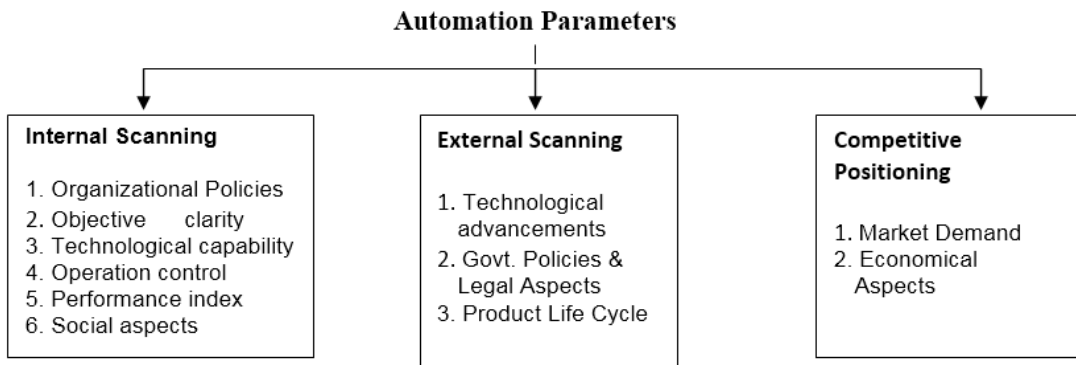 Automation Parameters
Internal Scanning
1. Organizational Policies
2. Objective clarity
3. Technological capability
4. Operation control
5. Performance index
6. Social aspects
External Scanning
1. Technological
advancements
2. Govt. Policies &
Legal Aspects
3. Product Life Cycle
Competitive
Positioning
1. Market Demand
2. Economical
Aspects